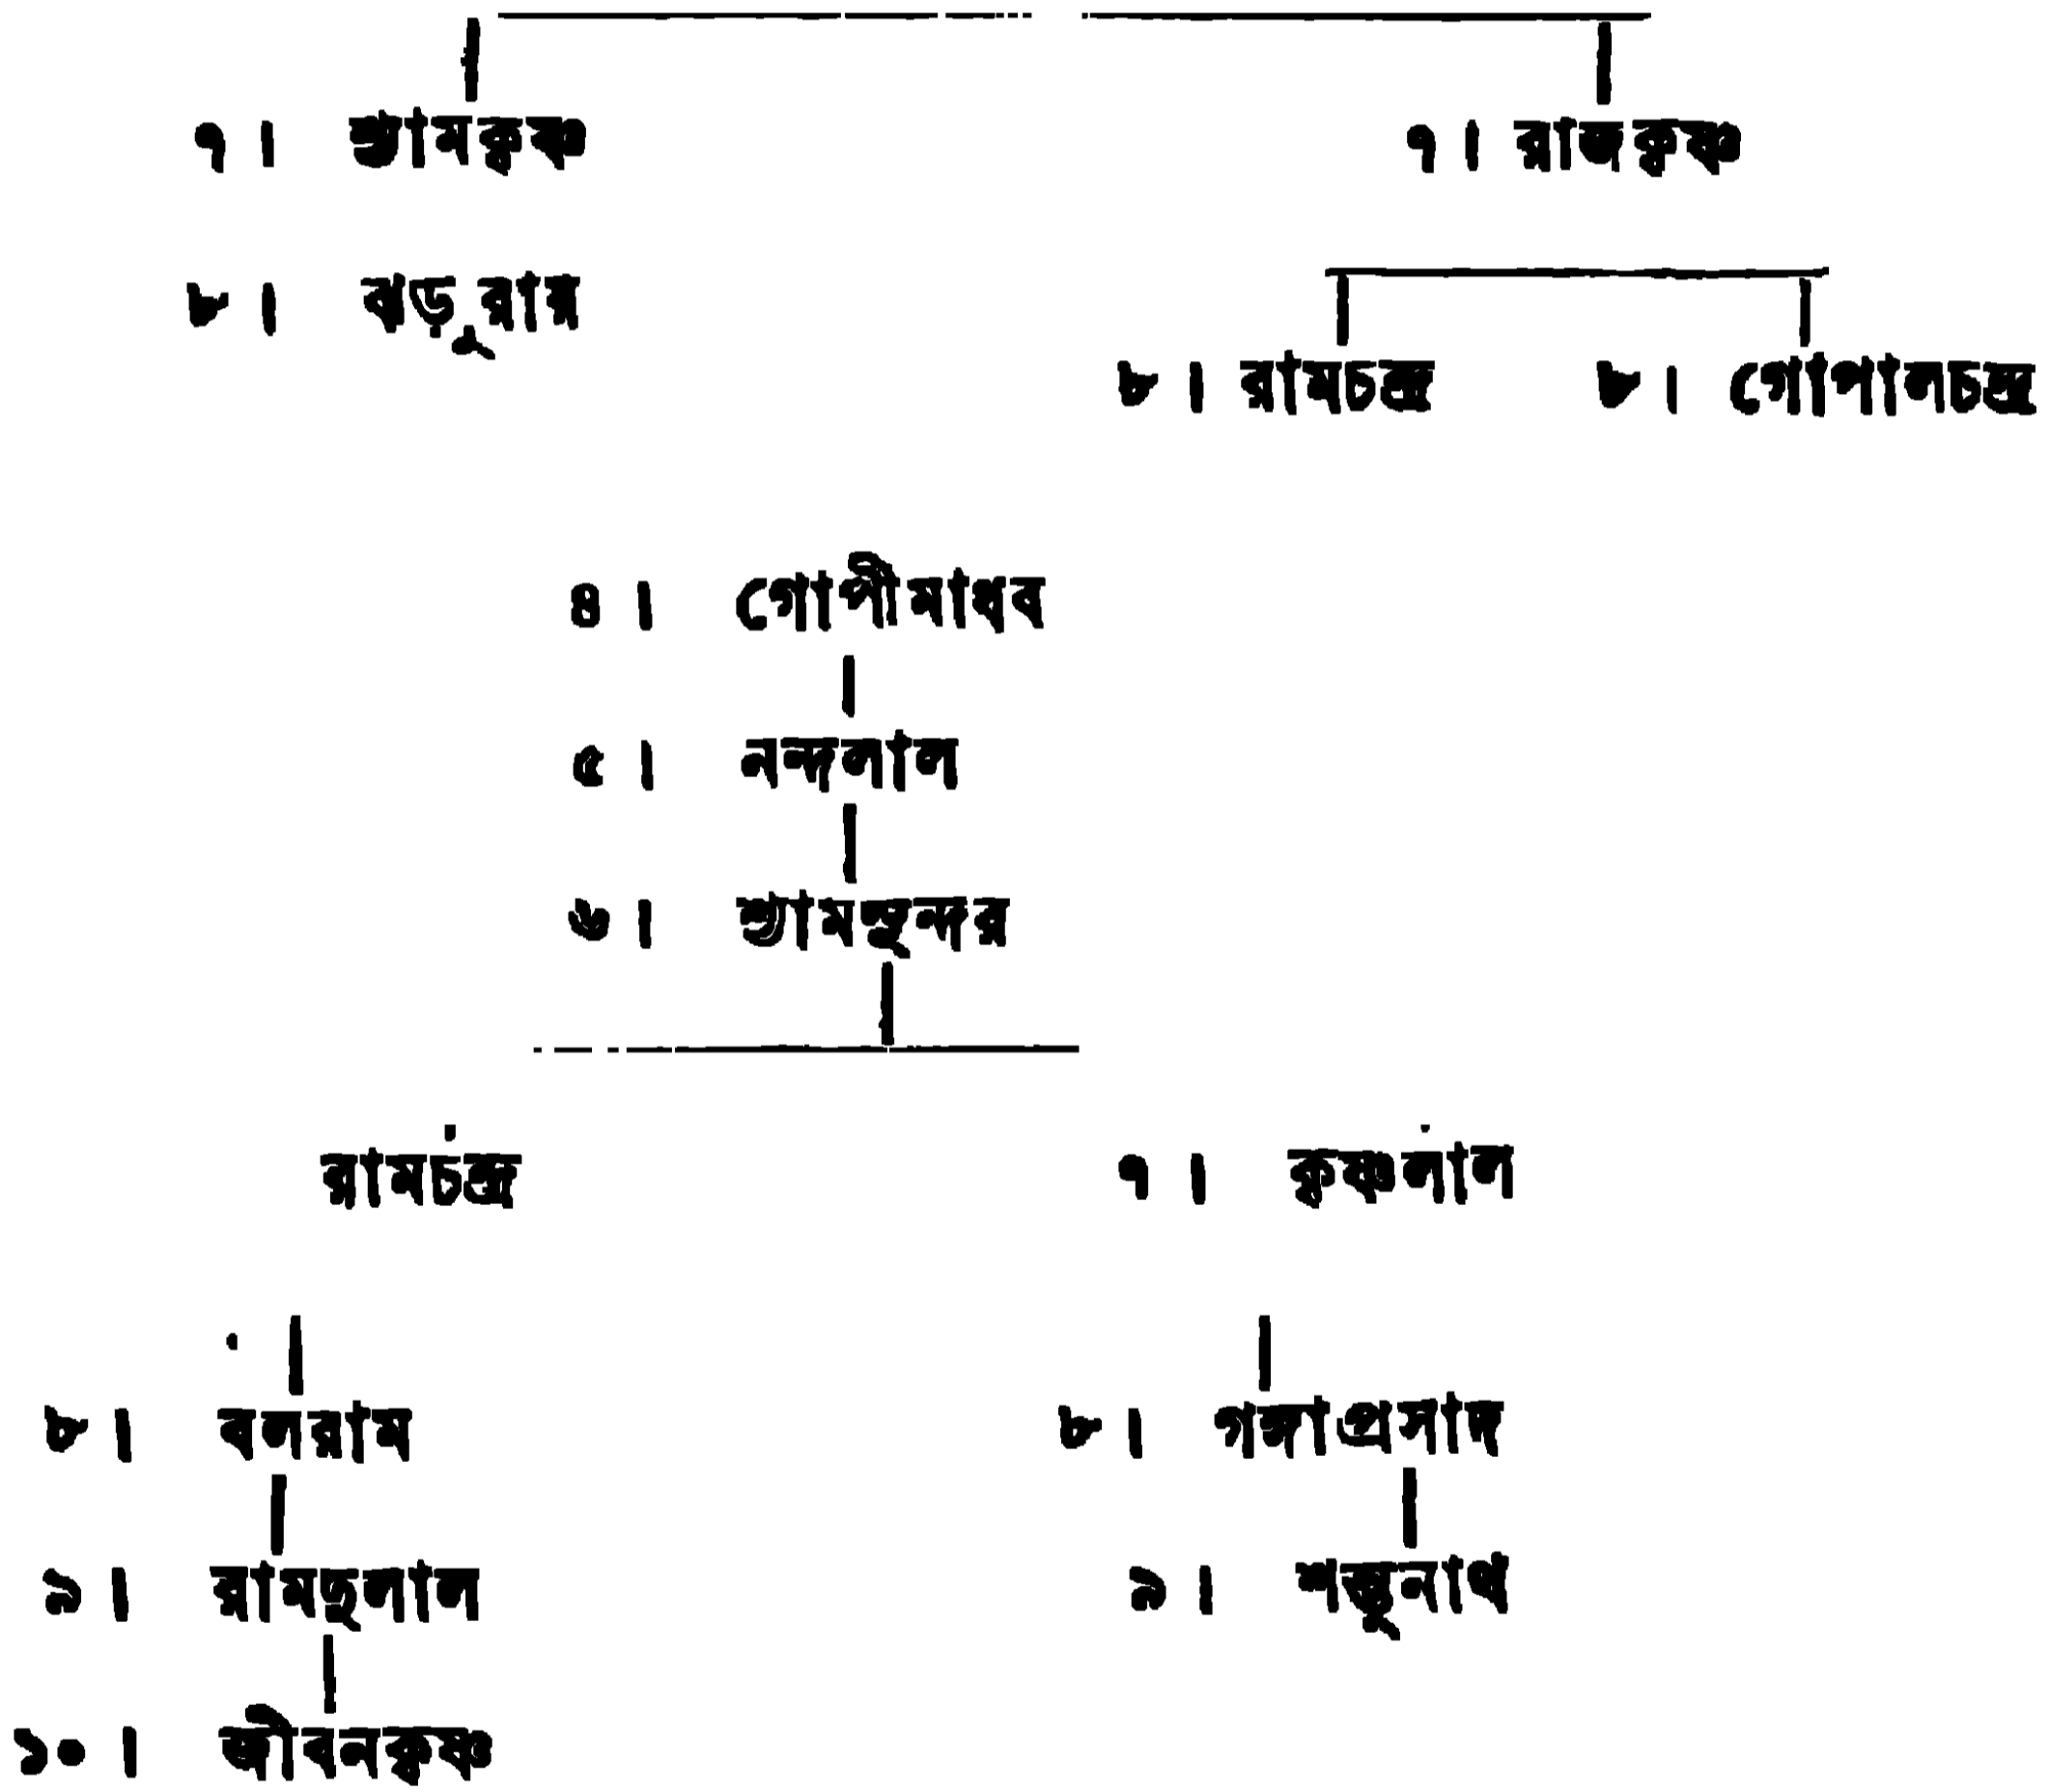 ৭। শ্যামকৃষ্ণ ৭। রাজকৃষ্ণ
৮। ঝড়ুরাম
৮। রামচন্দ্র ৮। গোপালচন্দ্র
৪। গোপীমাধব
৫। নন্দলাল
৬। শ্যামসুন্দর
রামচন্দ্র ৭। কৃষ্ণলাল
৮। বলরাম ৮। গঙ্গাপ্রসাদ
৯। রামদুলাল ৯। শম্ভুনাথ
১০। জীবনকৃষ্ণ